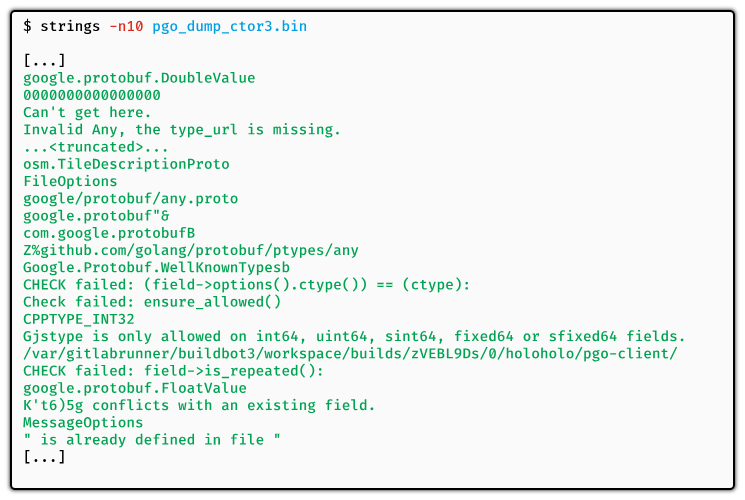 $ strings -n10 pgo_dump_ctor3.bin
[...]
google.protobuf.DoubleValue
0000000000000000
Can't get here.
Invalid Any, the type_url is missing.
...<truncated>...
osm.TileDescriptionProto
FileOptions
google/protobuf/any.proto
google.protobuf"&
com.google.protobufB
Z%github.com/golang/protobuf/ptypes/any
Google.Protobuf.WellKnownTypesb
CHECK failed: (field->options().ctype()) == (ctype):
Check failed: ensure_allowed()
CPPTYPE_INT32
Gjstype is only allowed on int64, uint64, sint64, fixed64 or sfixed64 fields.
/var/gitlabrunner/buildbot3/workspace/builds/zVEBL9Ds/0/holoholo/pgo-client/
CHECK failed: field->is_repeated():
google.protobuf.FloatValue
K't6)5g conflicts with an existing field.
MessageOptions
" is already defined in file "
[...]